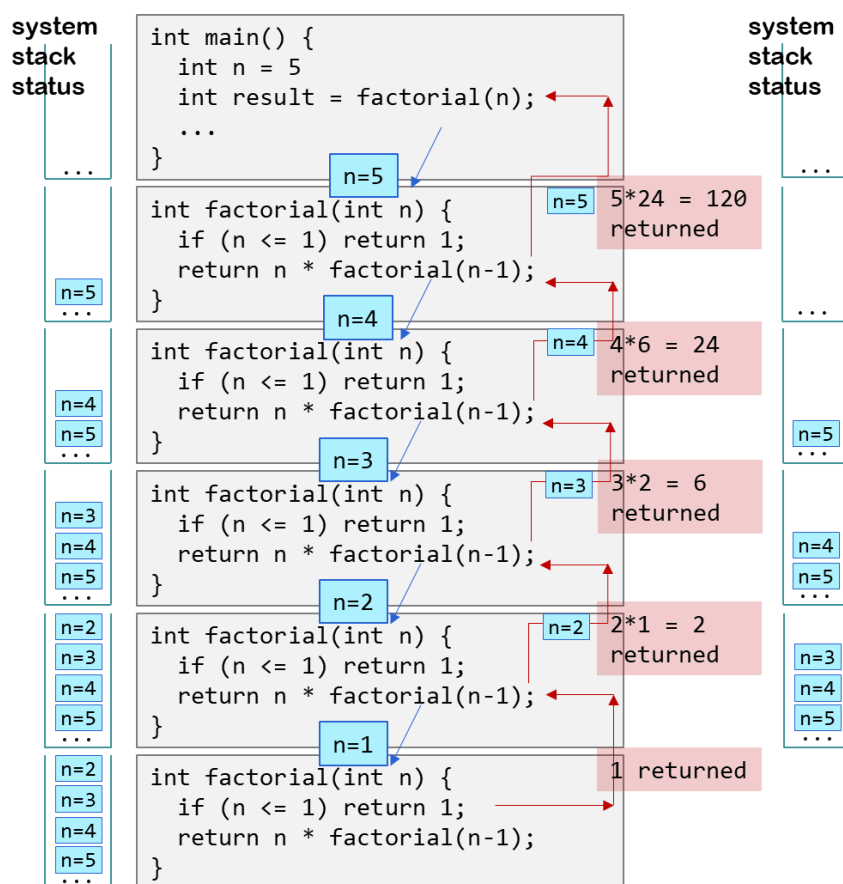 system
stack
status
...
int main() {
int n = 5
int result = factorial(n);
...
}
system
stack
status
...
n=5
int factorial(int n) {
if (n <= 1) return 1;
return n * factorial(n-1);
}
n=5
...
n=5
5*24 = 120
returned
...
n=4
int factorial(int n) {
if (n <= 1) return 1;
return n * factorial(n-1);
}
n=4
n=5
...
n=4
4*6 = 24
returned
n=5
...
n=3
int factorial(int n) {
if (n <= 1) return 1;
return n * factorial(n-1);
}
n=3
n=4
n=5
...
n=3
3*2 = 6
returned
n=4
n=5
...
n=2
int factorial(int n) {
if (n <= 1) return 1;
return n * factorial(n-1);
}
n=2
n=3
n=4
n=5
...
n=2
2*1 = 2
returned
n=3
n=4
n=5
...
n=1
int factorial(int n) {
if (n <= 1) return 1;
return n * factorial(n-1);
}
n=2
n=3
n=4
n=5
...
1 returned